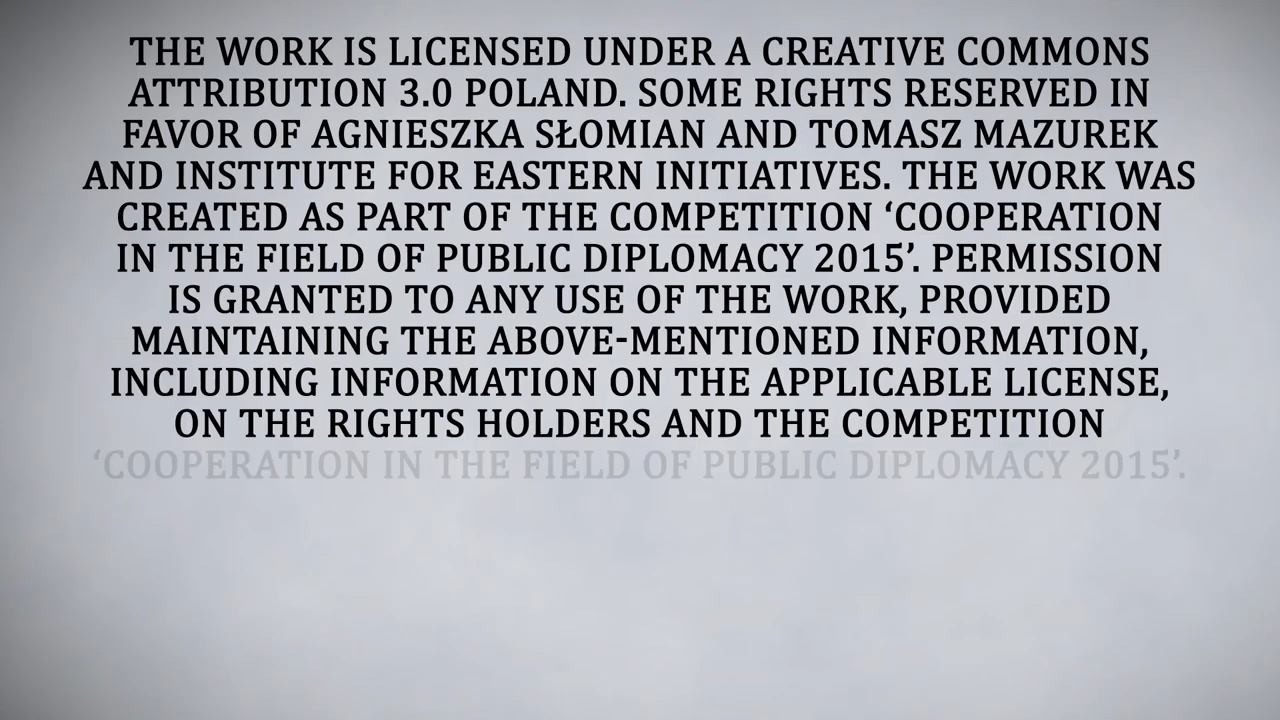 THE WORK IS LICENSED UNDER A CREATIVE COMMONS
ATTRIBUTION 3.0 POLAND. SOME RIGHTS RESERVED IN
FAVOR OF AGNIESZKA SŁOMIAN AND TOMASZ MAZUREK
AND INSTITUTE FOR EASTERN INITIATIVES. THE WORK WAS
CREATED AS PART OF THE COMPETITION ‘COOPERATION
IN THE FIELD OF PUBLIC DIPLOMACY 2015’. PERMISSION
IS GRANTED TO ANY USE OF THE WORK, PROVIDED
MAINTAINING THE ABOVE-MENTIONED INFORMATION,
INCLUDING INFORMATION ON THE APPLICABLE LICENSE,
ON THE RIGHTS HOLDERS AND THE COMPETITION
‘COOPERATION IN THE FIELD OF PUBLIC DIPLOMACY 2015’.